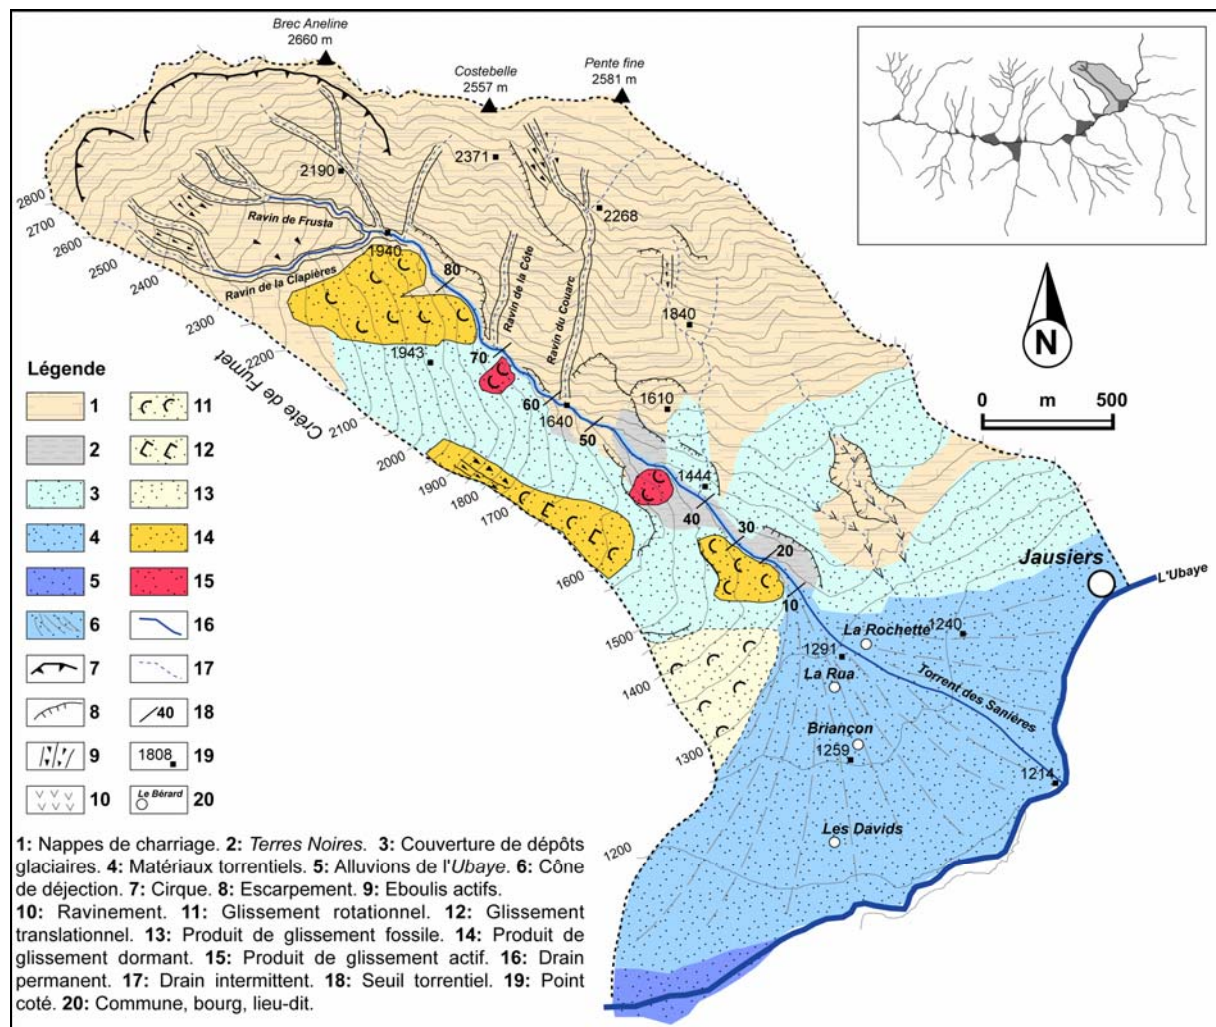 Brec Aneline
2660 m
Costebelle
2557 m
Pente fine
2581 m
2371
2190
2268
2800
2700
2600
2500
2400
2300
2200
2100
2000
1900
1800
1700
1600
1500
1400
1300
1200
Ravin de Frusta
1940
Ravin de la Clapières
80
Ravin de la Côte
Ravin du Couarc
1840
1943
70
60
1640
1610
50
1444
40
30
20
10
Crête de Fumet
N
0 m 500
Jausiers
L'Ubaye
1240
La Rochette
1291
La Rua
Torrent des Sanières
Briançon
1259
1214
Les Davids
Légende
1 11
2 12
3 13
4 14
5 15
6 16
7 17
8 40 18
9 1808 19
10 Le Bérard 20
1: Nappes de charriage. 2: Terres Noires. 3: Couverture de dépôts
glaciaires. 4: Matériaux torrentiels. 5: Alluvions de l'Ubaye. 6: Cône
de déjection. 7: Cirque. 8: Escarpement. 9: Eboulis actifs.
10: Ravinement. 11: Glissement rotationnel. 12: Glissement
translationnel. 13: Produit de glissement fossile. 14: Produit de
glissement dormant. 15: Produit de glissement actif. 16: Drain
permanent. 17: Drain intermittent. 18: Seuil torrentiel. 19: Point
coté. 20: Commune, bourg, lieu-dit.